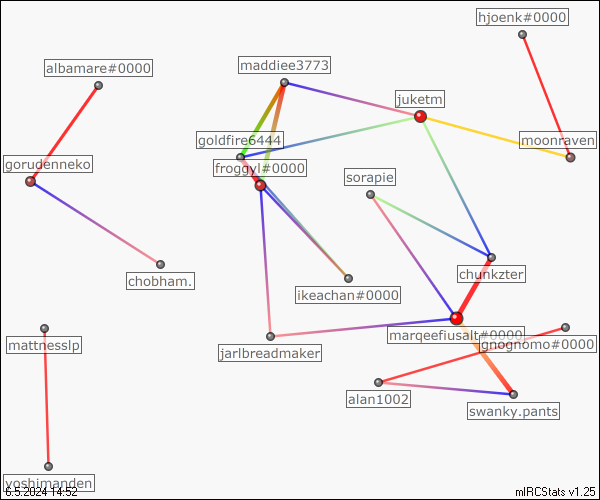 hjoenk#0000
albamare#0000
maddiee3773
juketm
goldfire6444
moonraven
gorudenneko
froggyl#0000
sorapie
chobham.
chunkzter
ikeachan#0000
marqeefiusalt#0000
mattnesslp
gnognomo#0000
jarlbreadmaker
alan1002
swanky.pants
yoshimanden
6.5.2024 14:52
mIRCStats v1.25